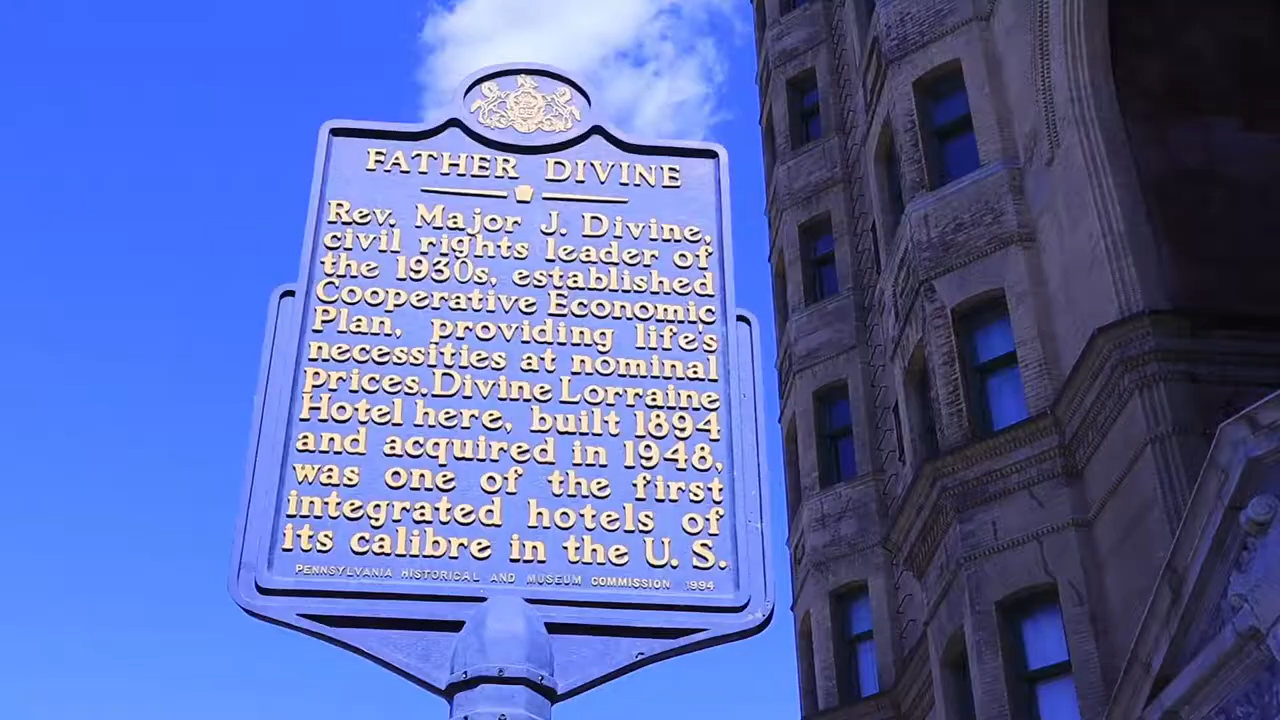 FATHER DIVINE
Rev. Major J. Divine,
civil rights leader of
the 1930s, established
Cooperative Economic
Plan, providing life's
necessities at nominal
prices. Divine Lorraine
Hotel here, built 1894
and acquired in 1948,
was one of the first
integrated hotels of
its calibre in the U. S.
PENNSYLVANIA HISTORICAL AND MUSEUM COMMISSION 1994